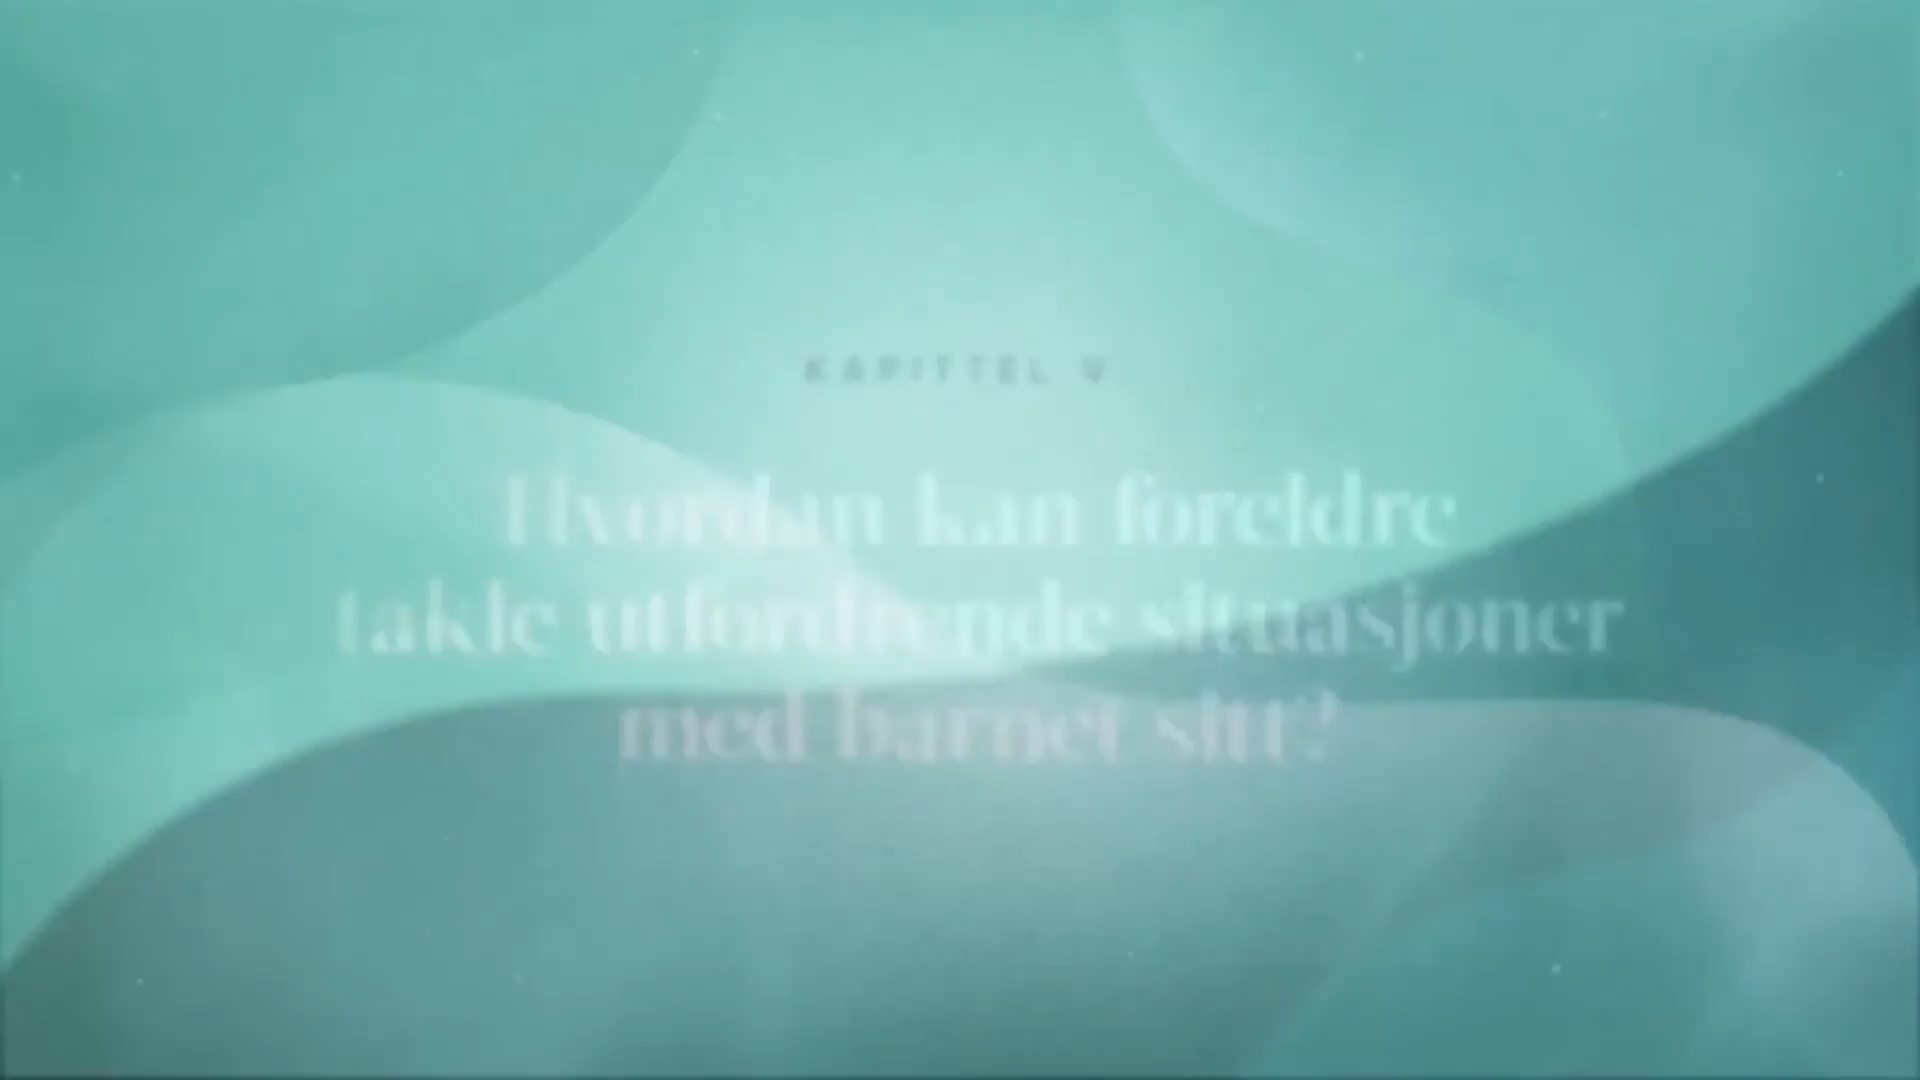 KAPITTEL V
Hvordan kan foreldre
takle utfordrende situasjoner
med barnet sitt?